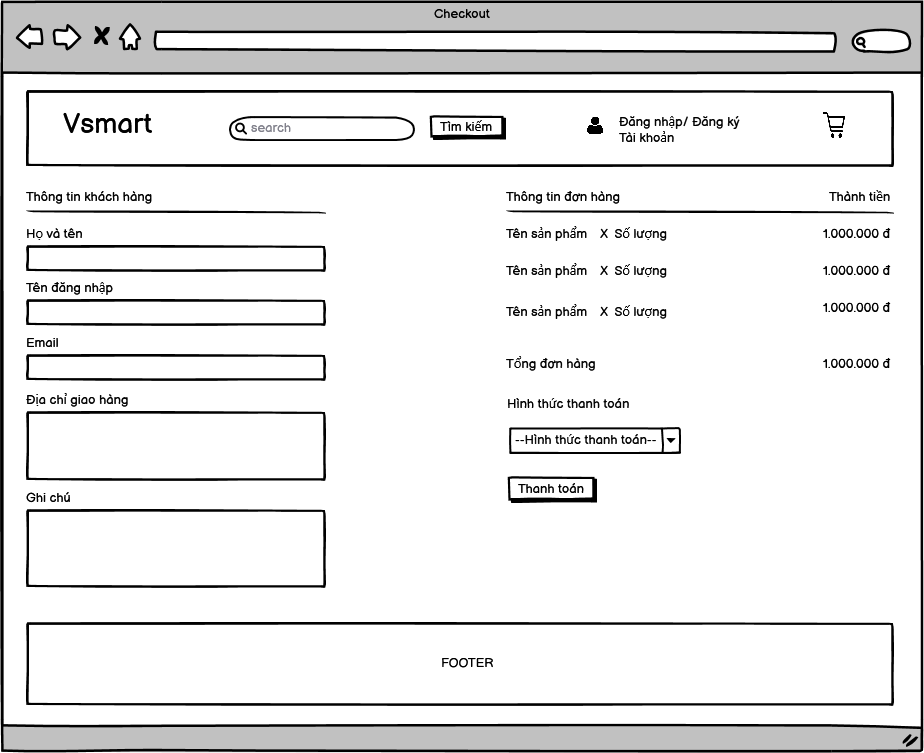 Checkout
Vsmart
search
Tìm kiếm
Đăng nhập/ Đăng ký
Tài khoản
Thông tin khách hàng
Họ và tên
Tên đăng nhập
Email
Địa chỉ giao hàng
Ghi chú
Thông tin đơn hàng Thành tiền
Tên sản phẩm X Số lượng 1.000.000 đ
Tên sản phẩm X Số lượng 1.000.000 đ
Tên sản phẩm X Số lượng 1.000.000 đ
Tổng đơn hàng 1.000.000 đ
Hình thức thanh toán
--Hình thức thanh toán--
Thanh toán
FOOTER